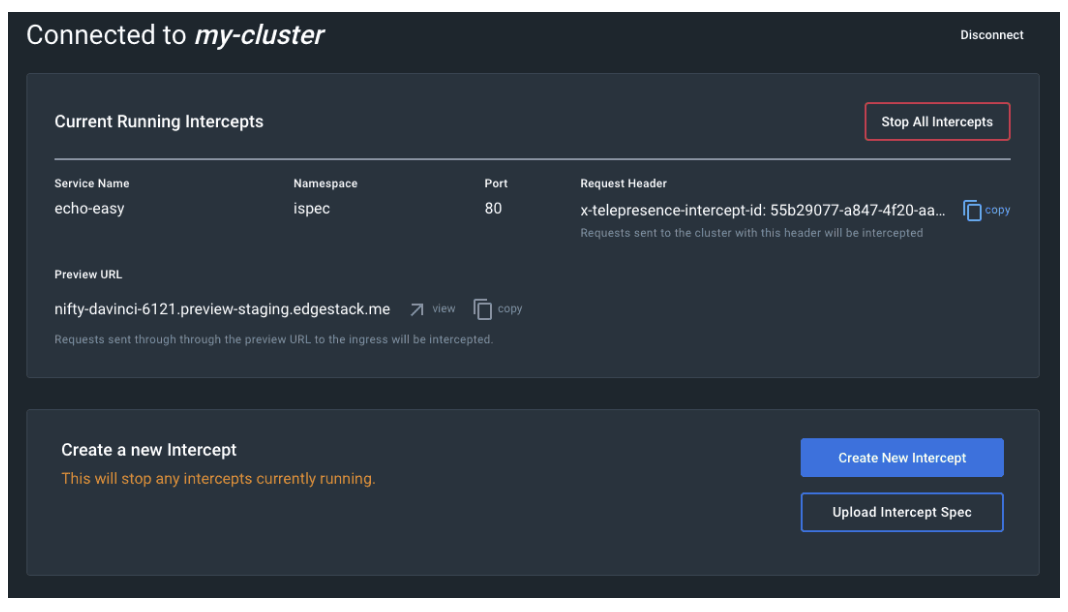 Connected to my-cluster
Disconnect
Current Running Intercepts
Stop All Intercepts
Service Name
Namespace
Port
Request Header
echo-easy
ispec
80
x-telepresence-intercept-id: 55b29077-a847-4f20-aa...
copy
Requests sent to the cluster with this header will be intercepted
Preview URL
nifty-davinci-6121.preview-staging.edgestack.me
view
copy
Requests sent through through the preview URL to the ingress will be intercepted.
Create a new Intercept
This will stop any intercepts currently running.
Create New Intercept
Upload Intercept Spec